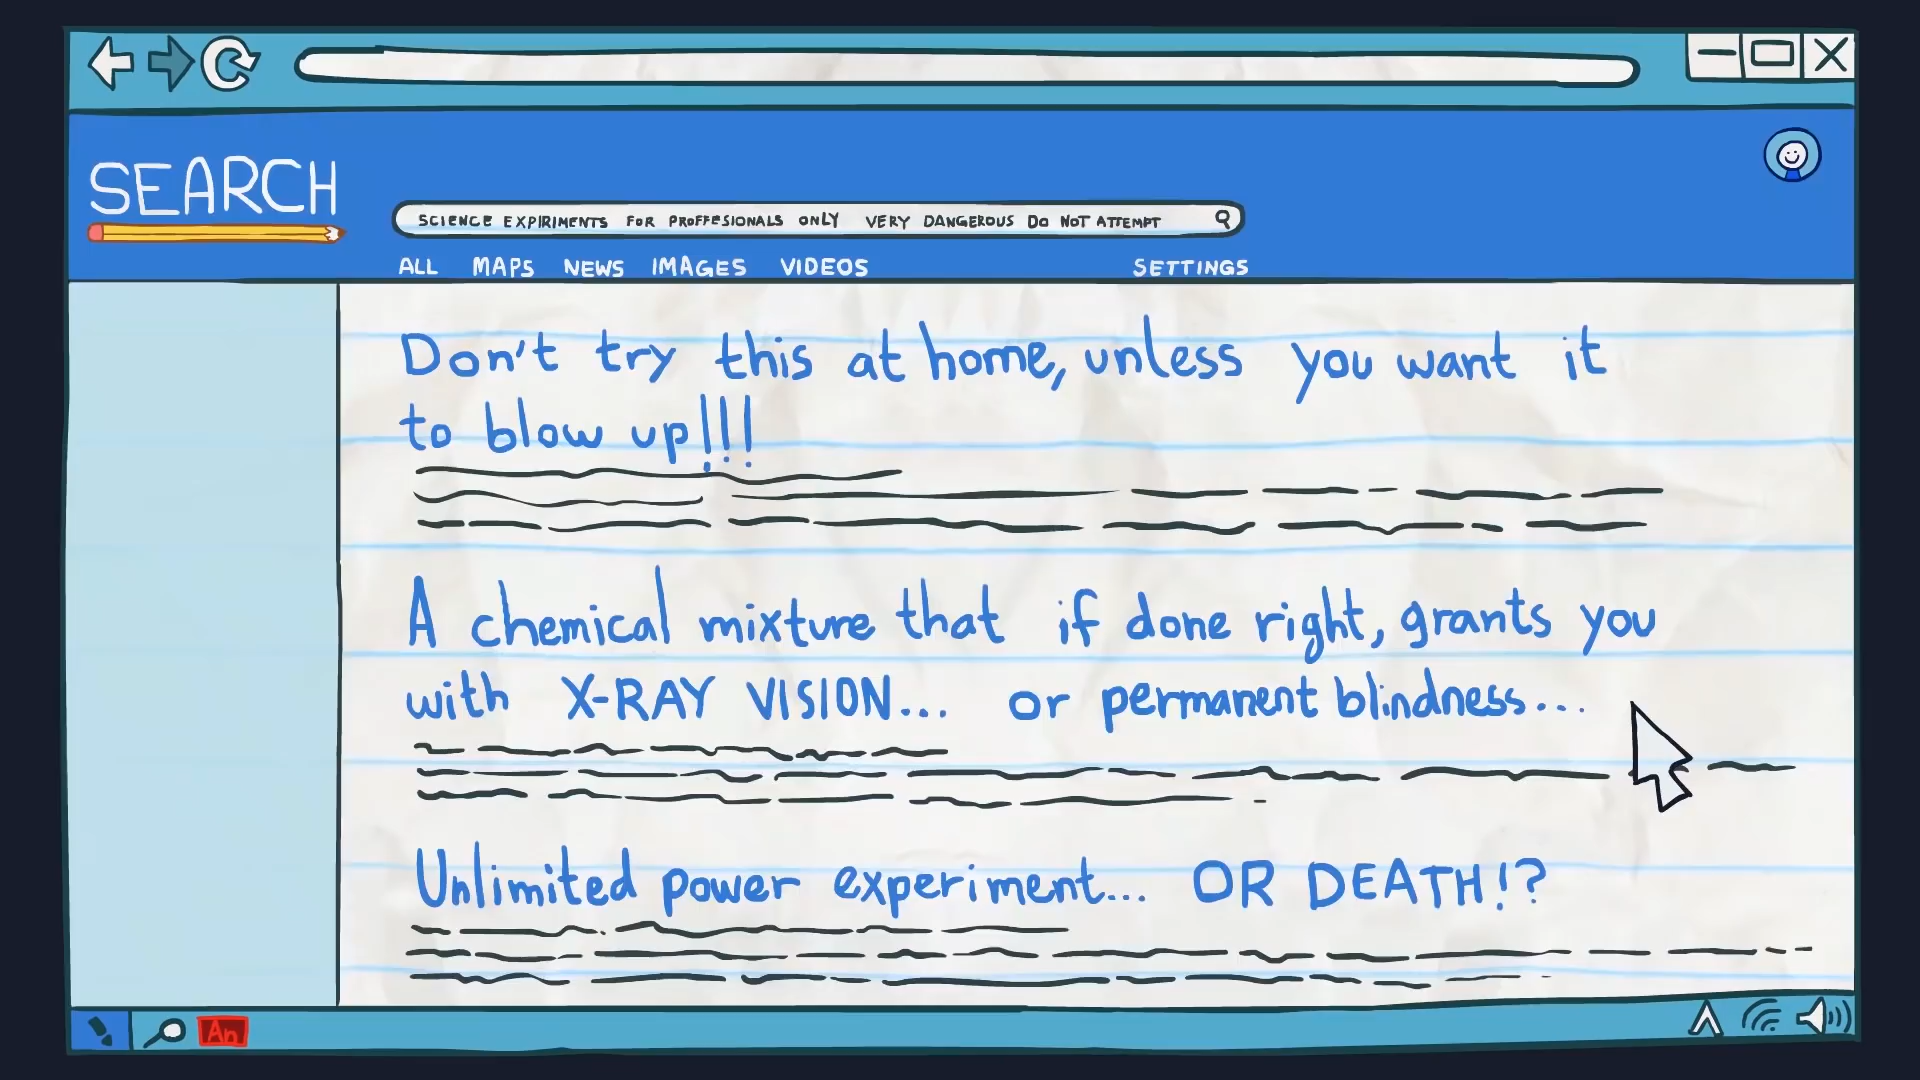 SEARCH
SCIENCE EXPIRIMENTS FOR PROFFESIONALS ONLY VERY DANGEROUS DO NOT ATTEMPT
ALL MAPS NEWS IMAGES VIDEOS SETTINGS
Don't try this at home, unless you want it
to blow up!!!
A chemical mixture that if done right, grants you
with X-RAY VISION... or permanent blindness...
Unlimited power experiment... OR DEATH!?
An